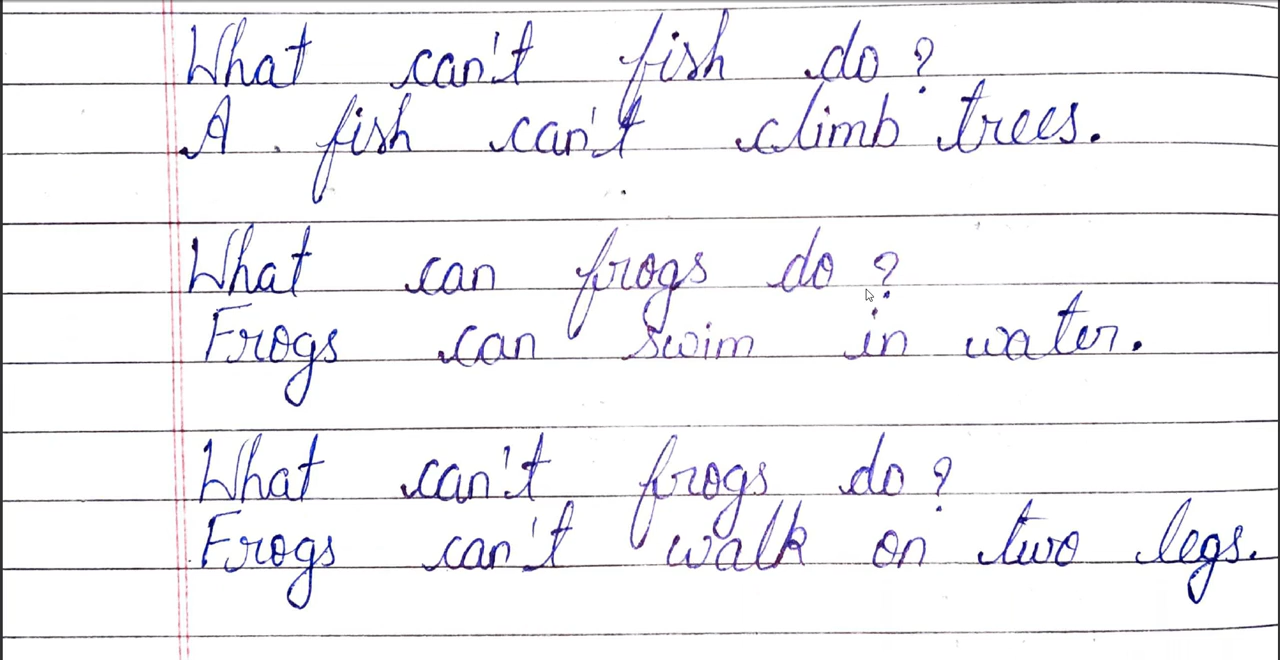 What can't fish do?
A fish can't climb trees.
What can frogs do?
Frogs can swim in water.
What can't frogs do?
Frogs can't walk on two legs.